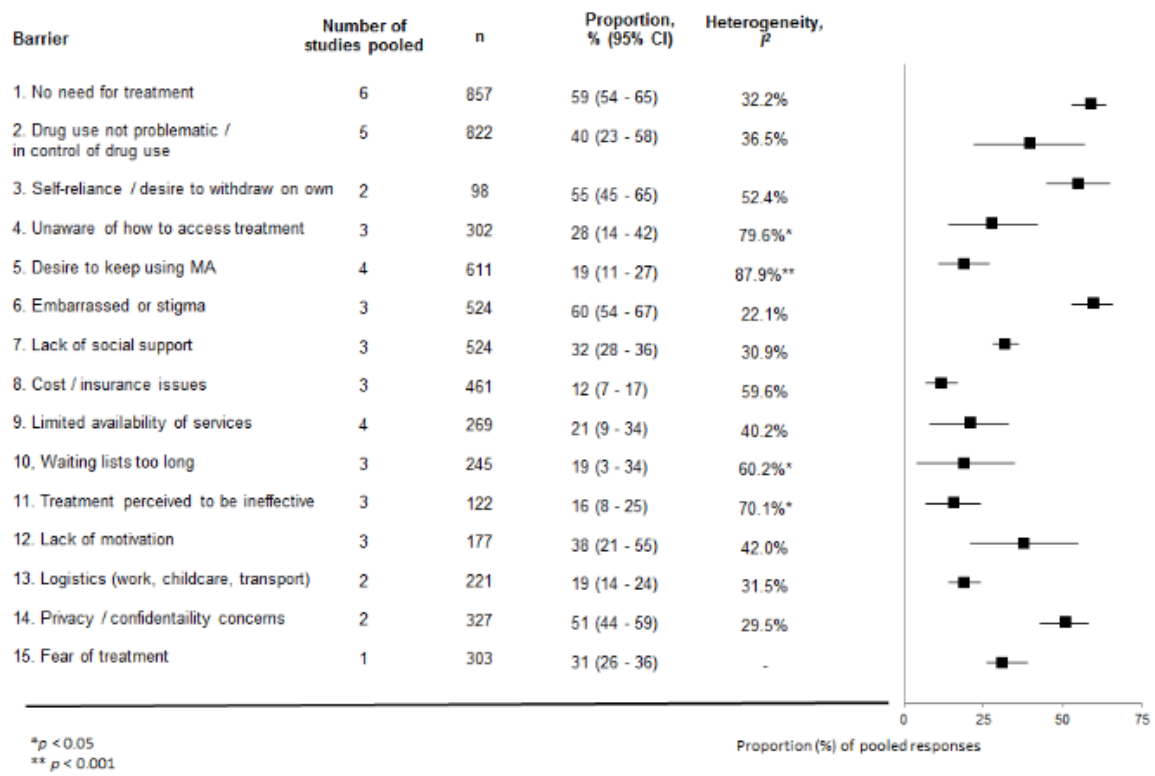 Barrier Number of studies pooled n Proportion, % (95% CI) Heterogeneity, I²
1. No need for treatment 6 857 59 (54 - 65) 32.2%
2. Drug use not problematic /
in control of drug use 5 822 40 (23 - 58) 36.5%
3. Self-reliance / desire to withdraw on own 2 98 55 (45 - 65) 52.4%
4. Unaware of how to access treatment 3 302 28 (14 - 42) 79.6%*
5. Desire to keep using MA 4 611 19 (11 - 27) 87.9%**
6. Embarrassed or stigma 3 524 60 (54 - 67) 22.1%
7. Lack of social support 3 524 32 (28 - 36) 30.9%
8. Cost / insurance issues 3 461 12 (7 - 17) 59.6%
9. Limited availability of services 4 269 21 (9 - 34) 40.2%
10, Waiting lists too long 3 245 19 (3 - 34) 60.2%*
11. Treatment perceived to be ineffective 3 122 16 (8 - 25) 70.1%*
12. Lack of motivation 3 177 38 (21 - 55) 42.0%
13. Logistics (work, childcare, transport) 2 221 19 (14 - 24) 31.5%
14. Privacy / confidentaility concerns 2 327 51 (44 - 59) 29.5%
15. Fear of treatment 1 303 31 (26 - 36) -
0 25 50 75
Proportion (%) of pooled responses
*p < 0.05
** p < 0.001